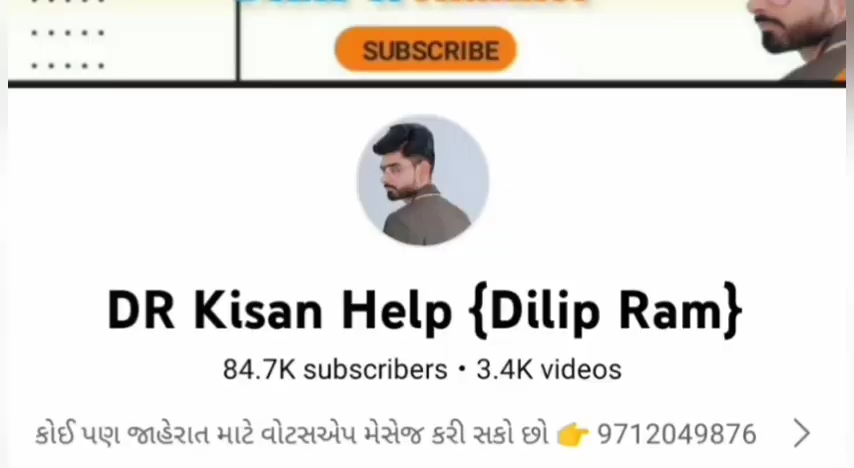 SUBSCRIBE
DR Kisan Help {Dilip Ram}
84.7K subscribers • 3.4K videos
કોઈ પણ જાહેરાત માટે વોટસએપ મેસેજ કરી સકો છો 👉 9712049876